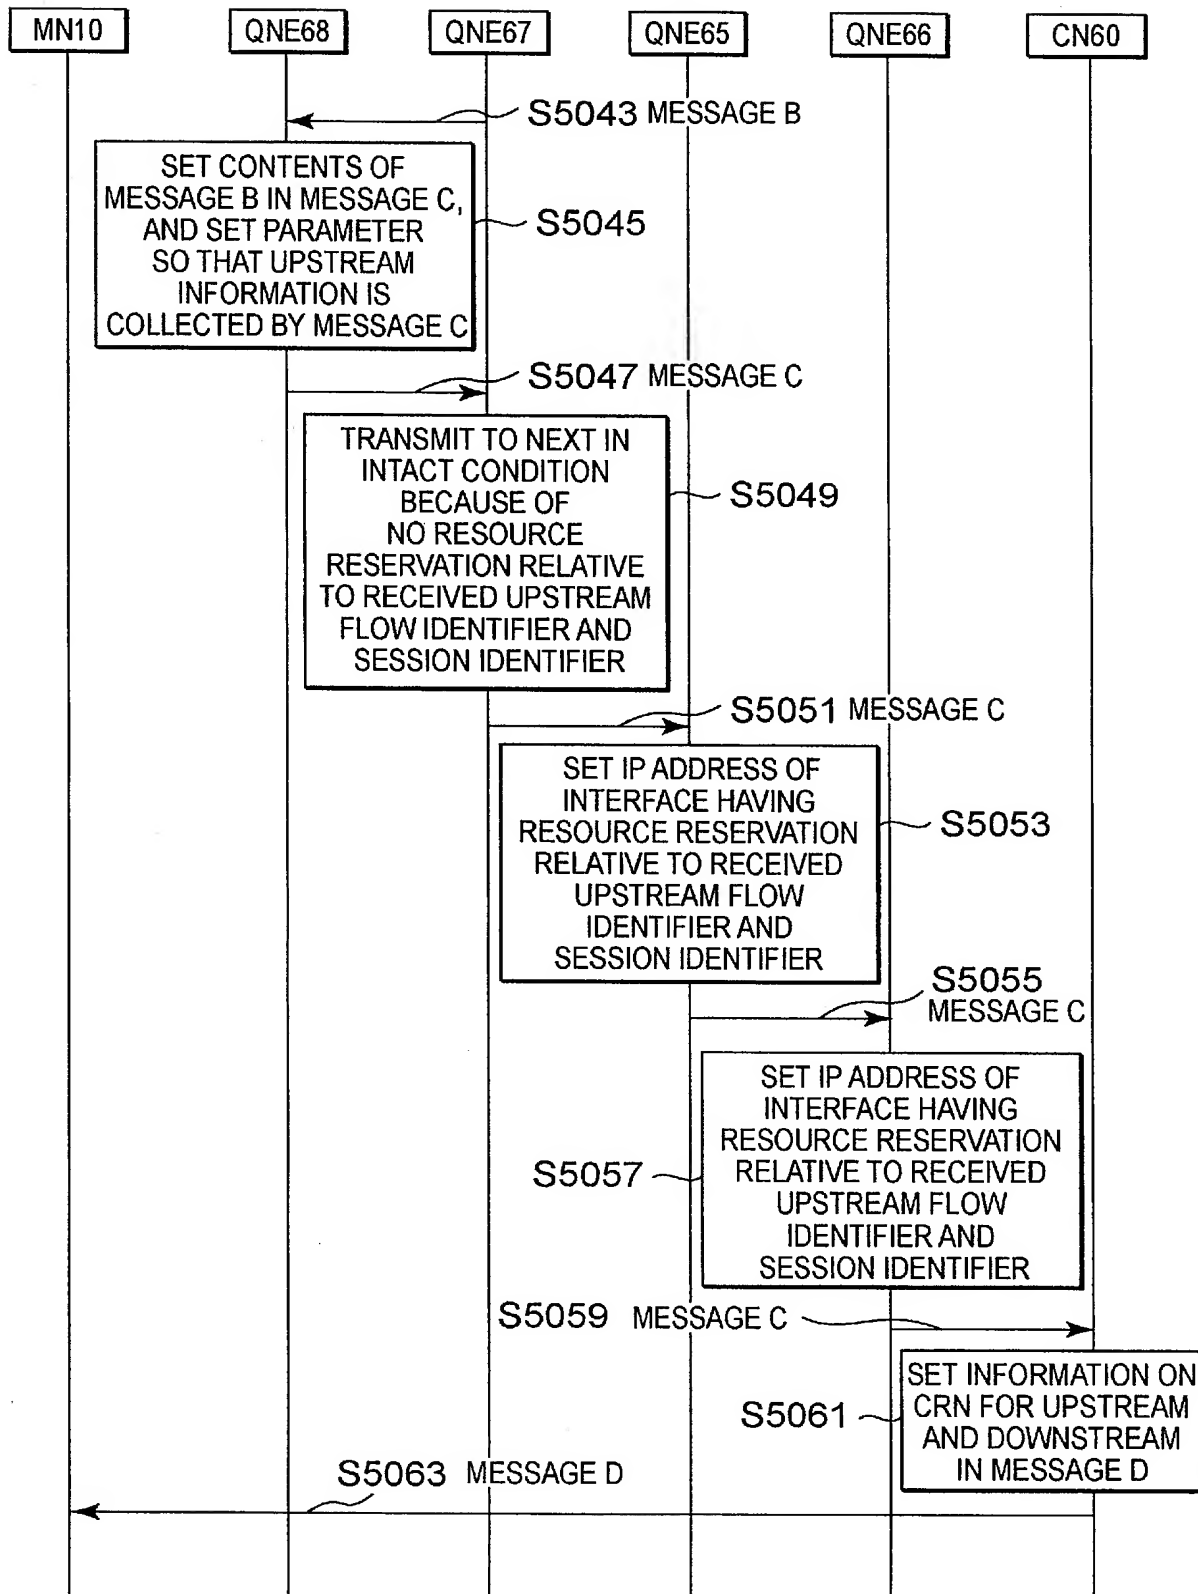 MN10
QNE68
QNE67
QNE65
QNE66
CN60
S5043 MESSAGE B
SET CONTENTS OF
MESSAGE B IN MESSAGE C,
AND SET PARAMETER
SO THAT UPSTREAM
INFORMATION IS
COLLECTED BY MESSAGE C
S5045
S5047 MESSAGE C
TRANSMIT TO NEXT IN
INTACT CONDITION
BECAUSE OF
NO RESOURCE
RESERVATION RELATIVE
TO RECEIVED UPSTREAM
FLOW IDENTIFIER AND
SESSION IDENTIFIER
S5049
S5051 MESSAGE C
SET IP ADDRESS OF
INTERFACE HAVING
RESOURCE RESERVATION
RELATIVE TO RECEIVED
UPSTREAM FLOW
IDENTIFIER AND
SESSION IDENTIFIER
S5053
S5055
MESSAGE C
SET IP ADDRESS OF
INTERFACE HAVING
RESOURCE RESERVATION
RELATIVE TO RECEIVED
UPSTREAM FLOW
IDENTIFIER AND
SESSION IDENTIFIER
S5057
S5059 MESSAGE C
SET INFORMATION ON
CRN FOR UPSTREAM
AND DOWNSTREAM
IN MESSAGE D
S5061
S5063 MESSAGE D